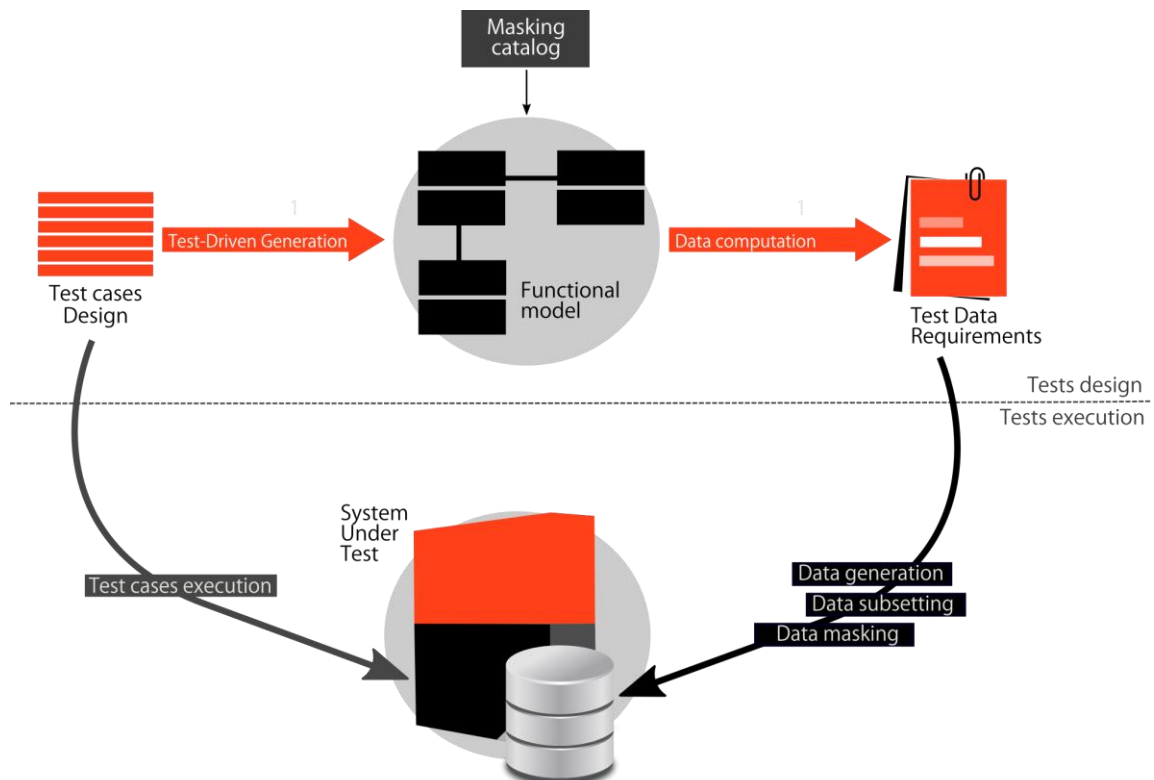 Masking
catalog
1
Test-Driven Generation
1
Data computation
Test cases
Design
Functional
model
Test Data
Requirements
Tests design
Tests execution
System
Under
Test
Test cases execution
Data generation
Data subsetting
Data masking